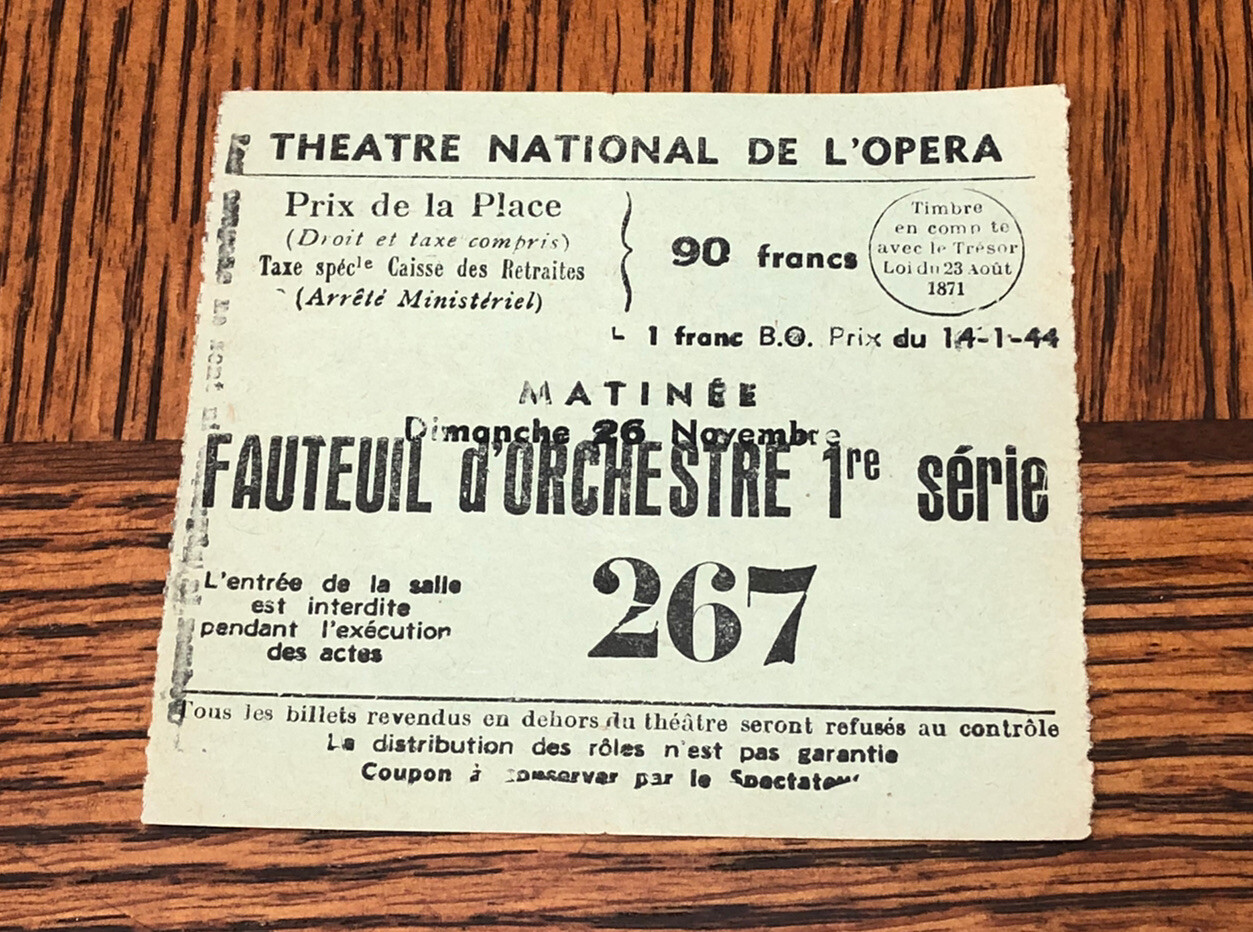 THEATRE NATIONAL DE L'OPERA
Prix de la Place
(Droit et taxe compris)
Taxe spécle Caisse des Retraites
(Arrêté Ministériel)
90 francs
Timbre
en compte
avec le Trésor
Loi du 23 Août
1871
1 franc B.O. Prix du 14-1-44
MATINÉE
Dimanche 26 Novembre
FAUTEUIL d'ORCHESTRE 1re série
L'entrée de la salle
est interdite
pendant l'exécution
des actes
267
Tous les billets revendus en dehors du théâtre seront refusés au contrôle
La distribution des rôles n'est pas garantie
Coupon à conserver par le Spectateur